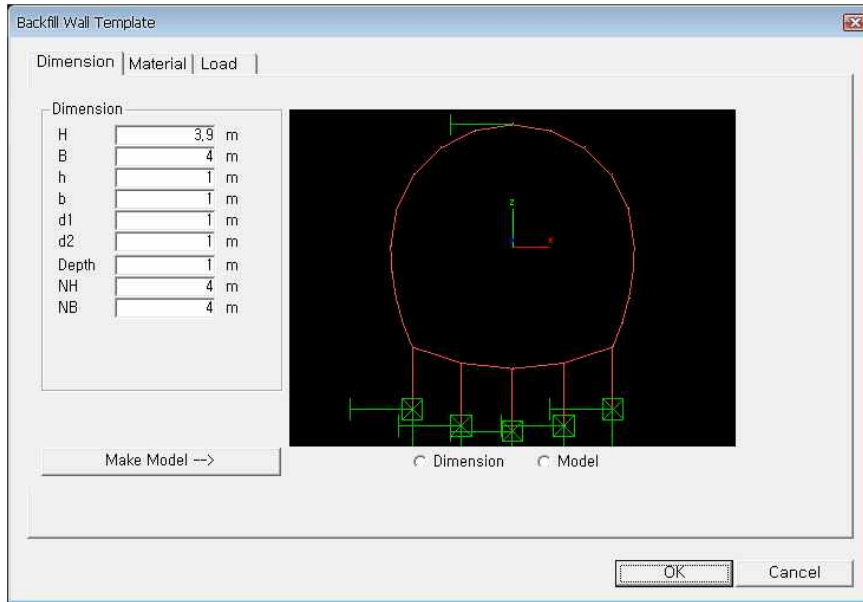 Backfill Wall Template
Dimension Material Load
Dimension
H 3,9 m
B 4 m
h 1 m
b 1 m
d1 1 m
d2 1 m
Depth 1 m
NH 4 m
NB 4 m
z
x
Make Model -->
Dimension Model
OK Cancel